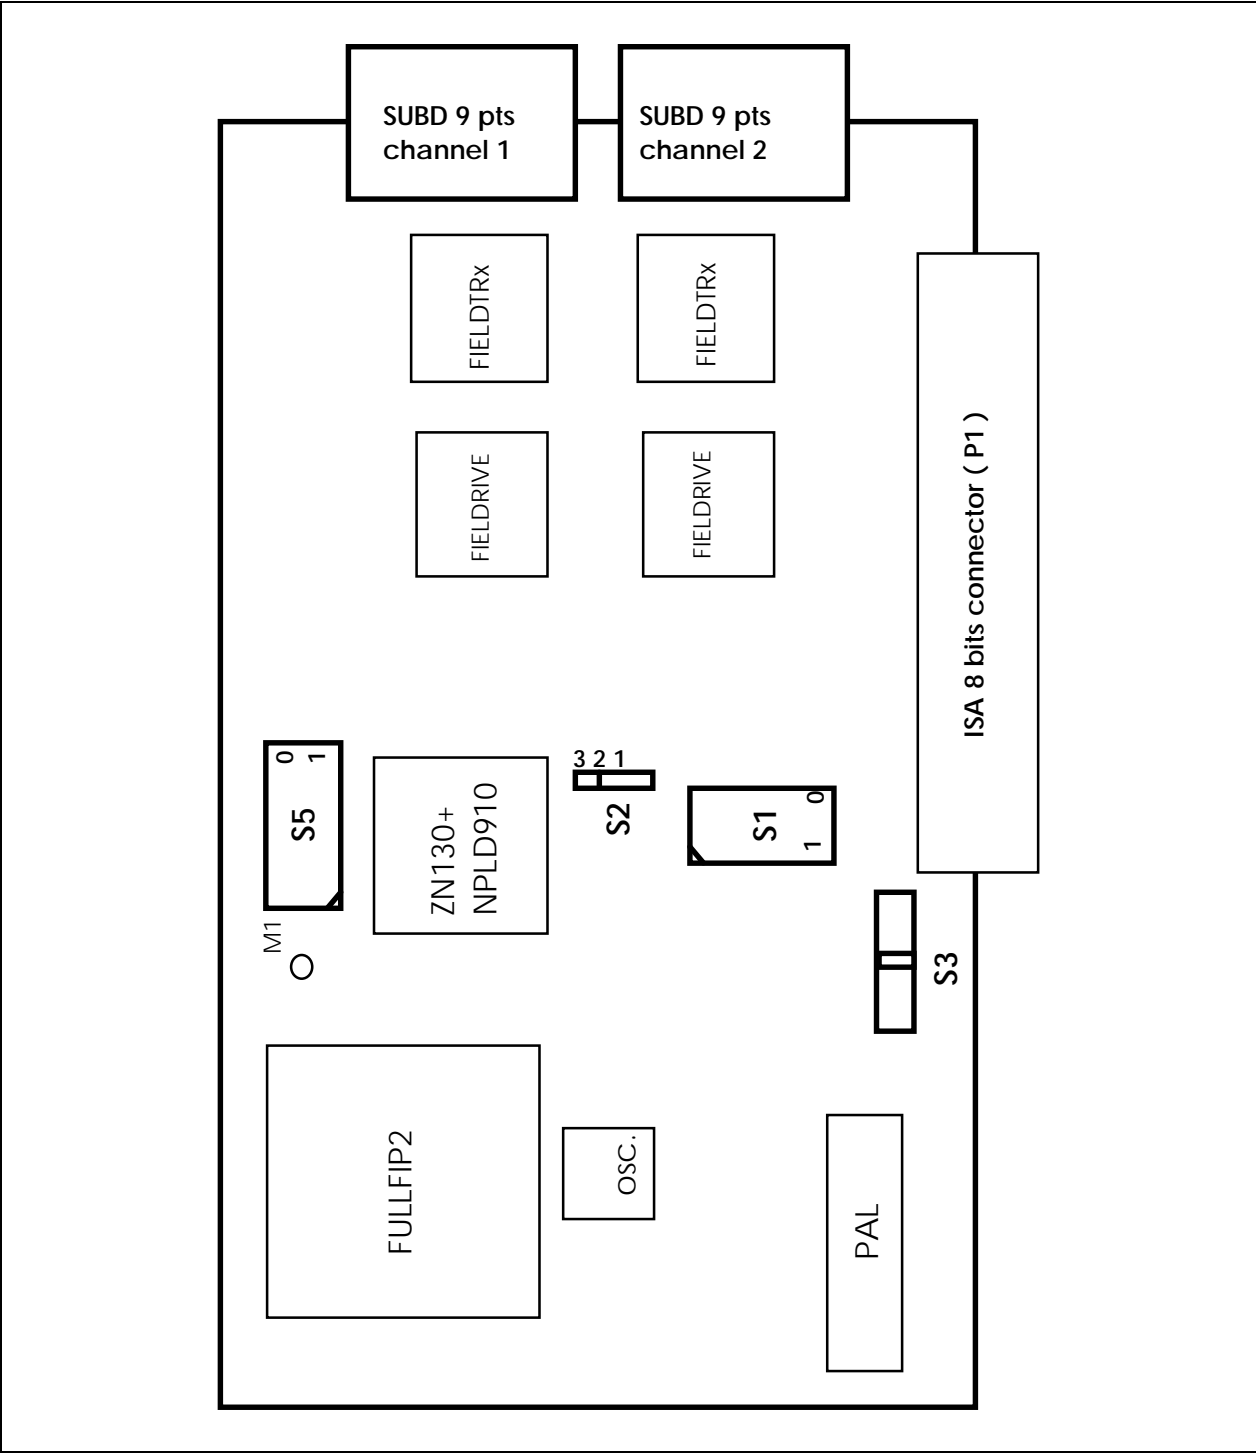 SUBD 9 pts
channel 1
SUBD 9 pts
channel 2
FIELDTRx
FIELDTRx
FIELDRIVE
FIELDRIVE
ISA 8 bits connector ( P1 )
0
1
S5
ZN130+
NPLD910
3 2 1
S2
S1
1
0
M1
S3
FULLFIP2
OSC.
PAL